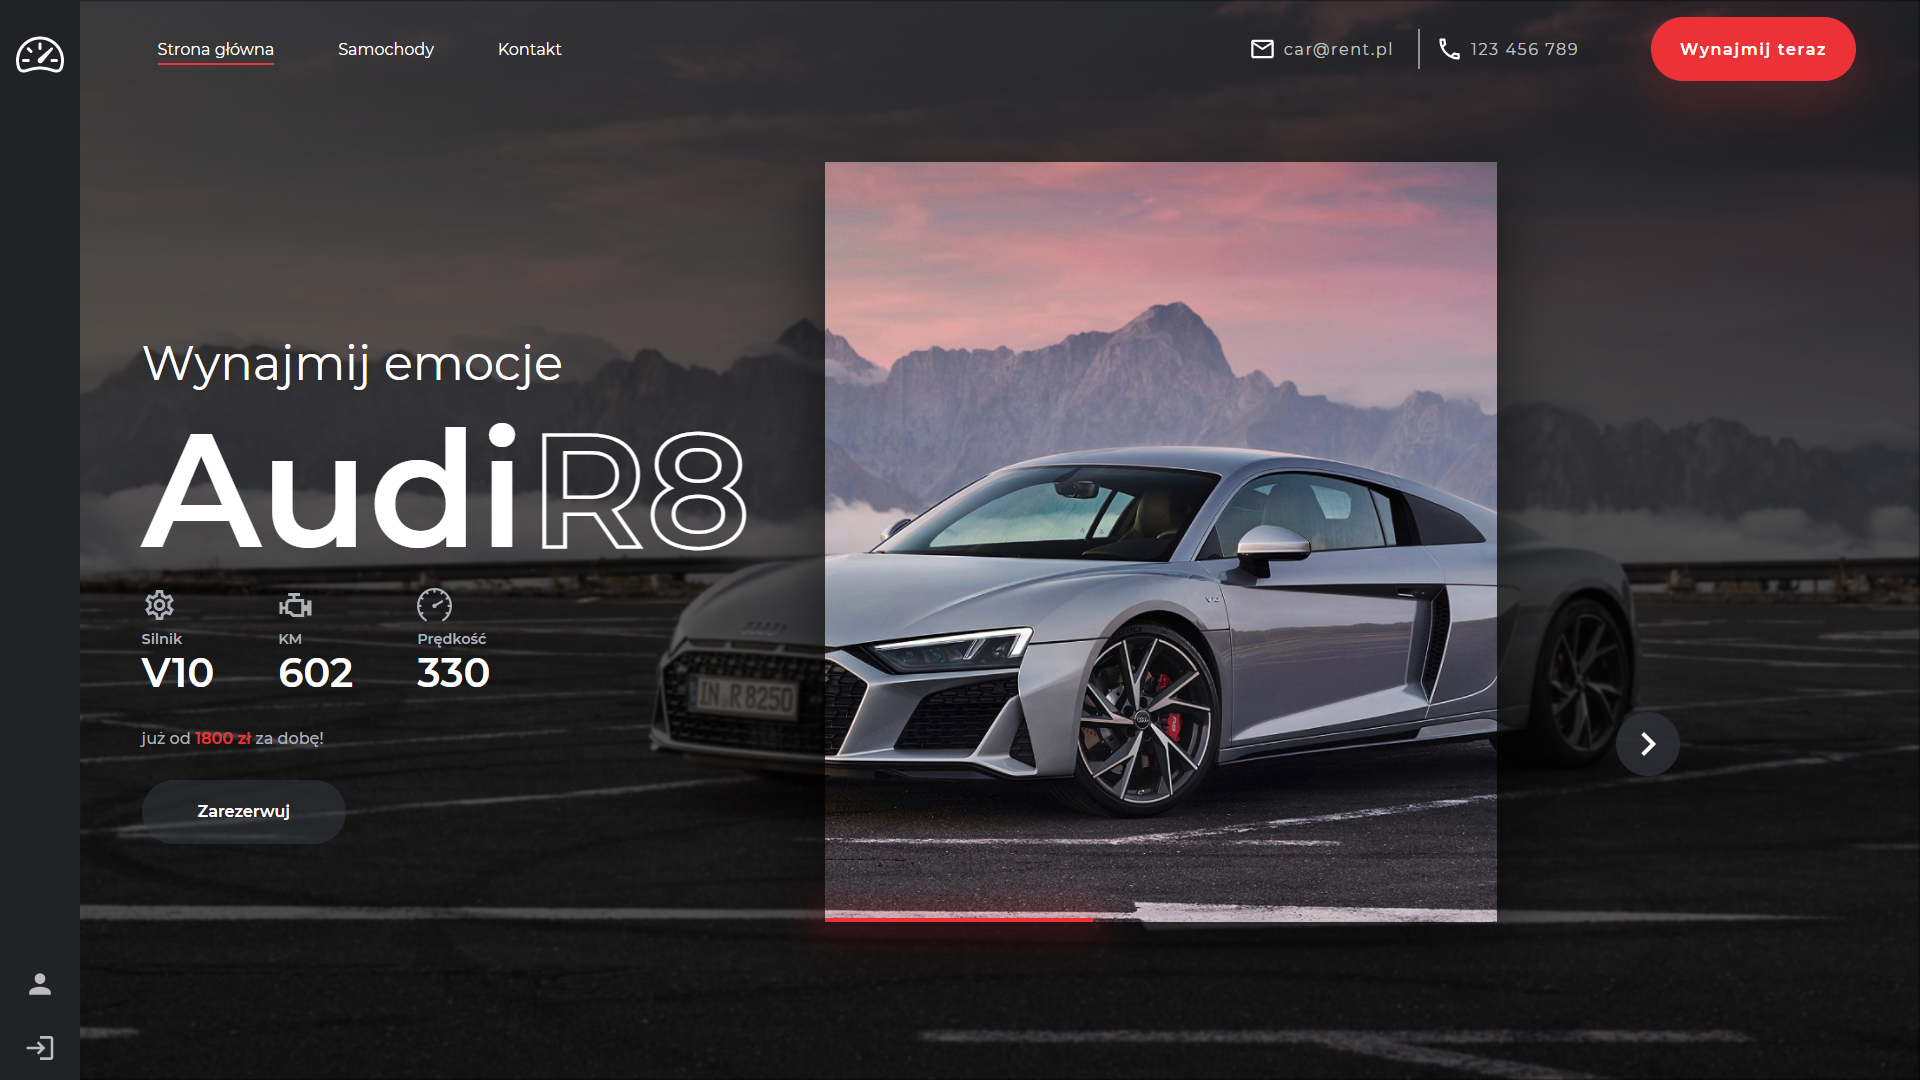 Strona główna
Samochody
Kontakt
car@rent.pl
123 456 789
Wynajmij teraz
Wynajmij emocje
Audi R8
Silnik
KM
Prędkość
V10
602
330
już od 1800 zł za dobę!
Zarezerwuj
IN R 8250